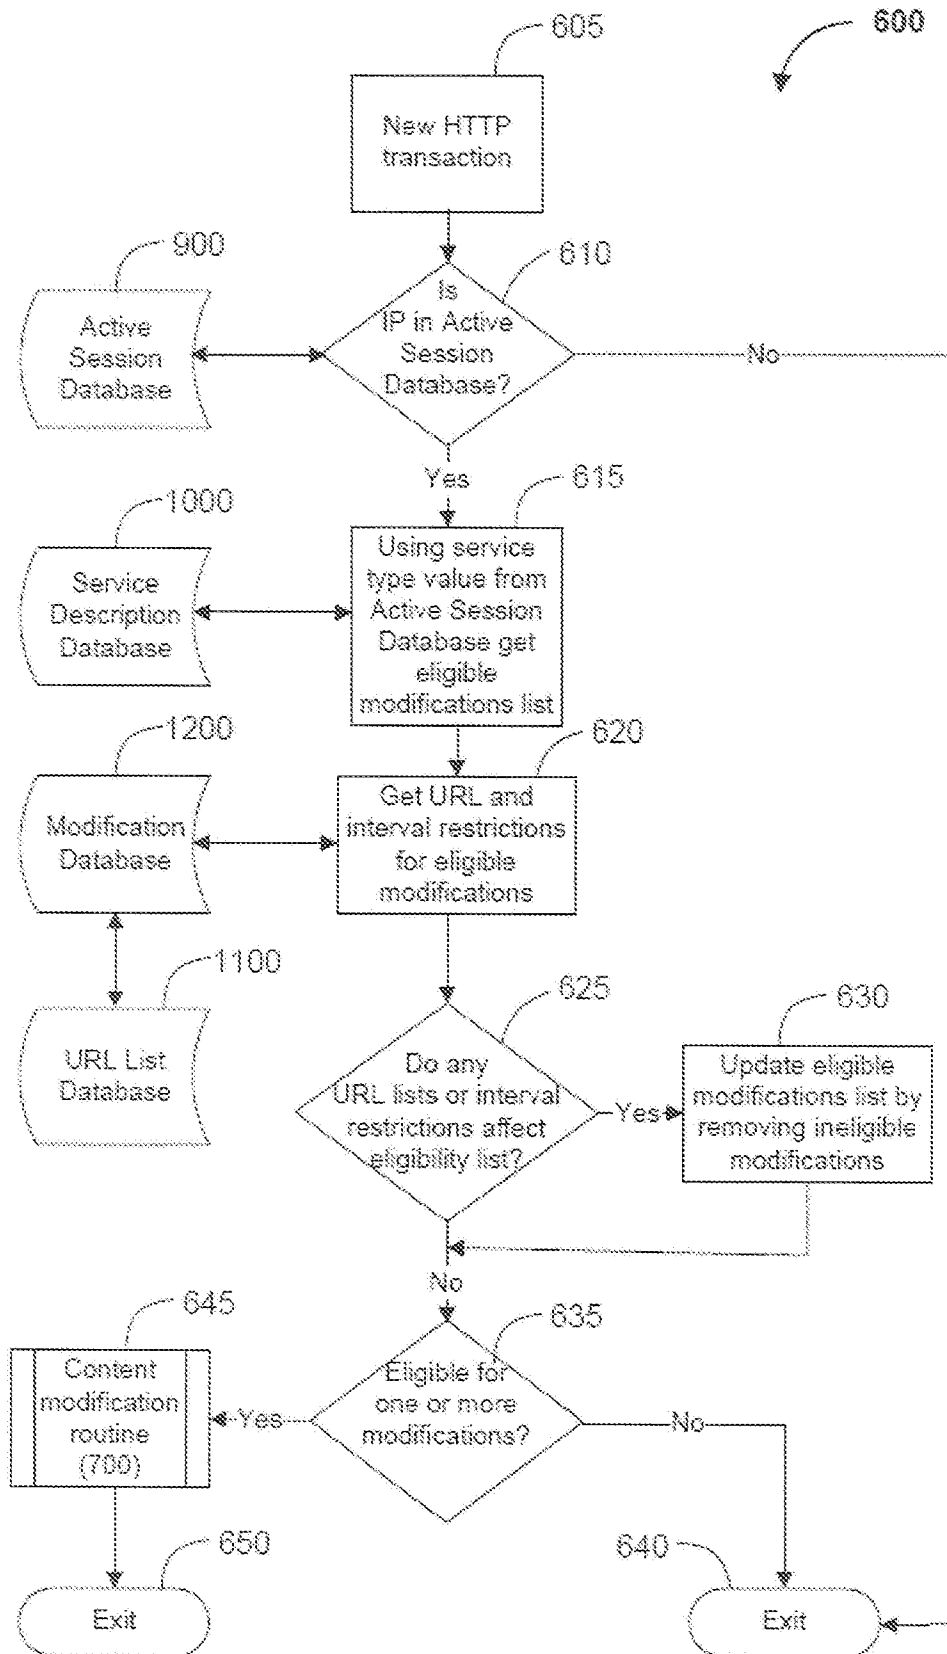 600
605
New HTTP
transaction
900
Active
Session
Database
610
Is
IP in Active
Session
Database?
No
Yes
1000
Service
Description
Database
615
Using service
type value from
Active Session
Database get
eligible
modifications list
1200
Modification
Database
620
Get URL and
interval restrictions
for eligible
modifications
1100
URL List
Database
625
Do any
URL lists or interval
restrictions affect
eligibility list?
Yes
630
Update eligible
modifications list by
removing ineligible
modifications
No
635
Eligible for
one or more
modifications?
Yes
No
645
Content
modification
routine
(700)
650
Exit
640
Exit